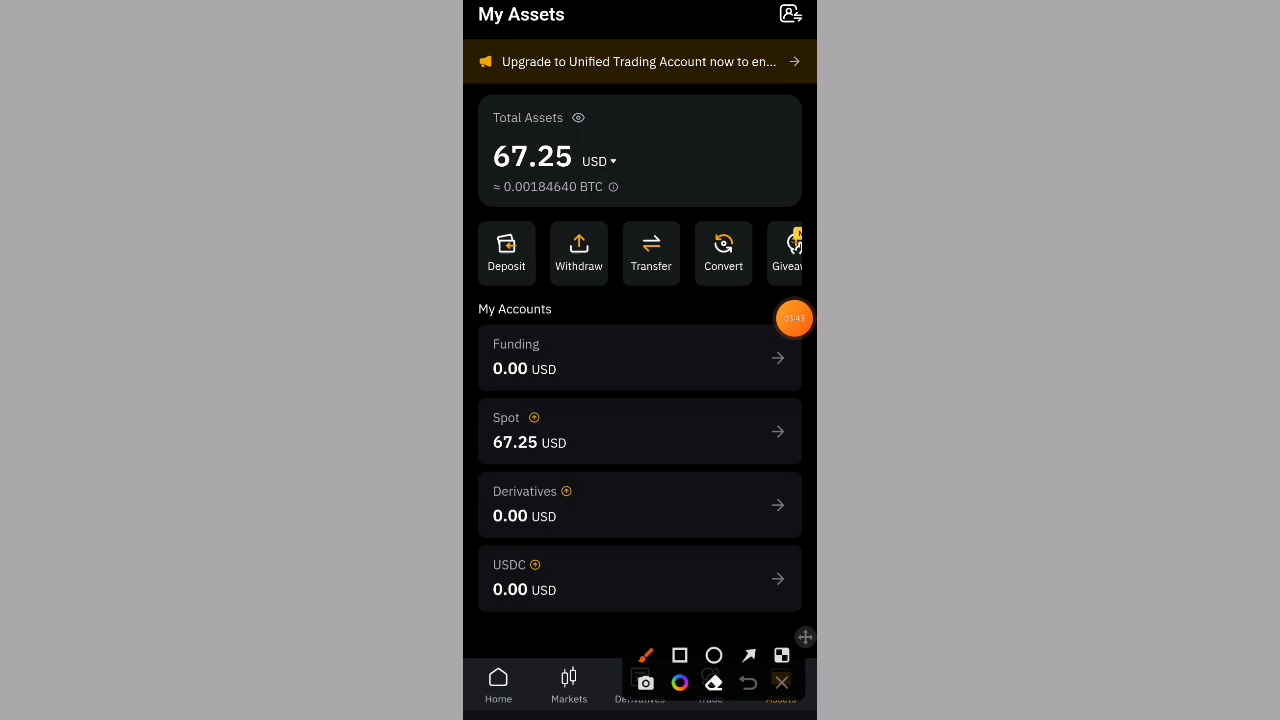 My Assets
Upgrade to Unified Trading Account now to en...
Total Assets
67.25 USD
≈ 0.00184640 BTC
Deposit Withdraw Transfer Convert Giveaw
My Accounts
03:43
Funding
0.00 USD
Spot
67.25 USD
Derivatives
0.00 USD
USDC
0.00 USD
Home Markets Derivatives Trade Assets